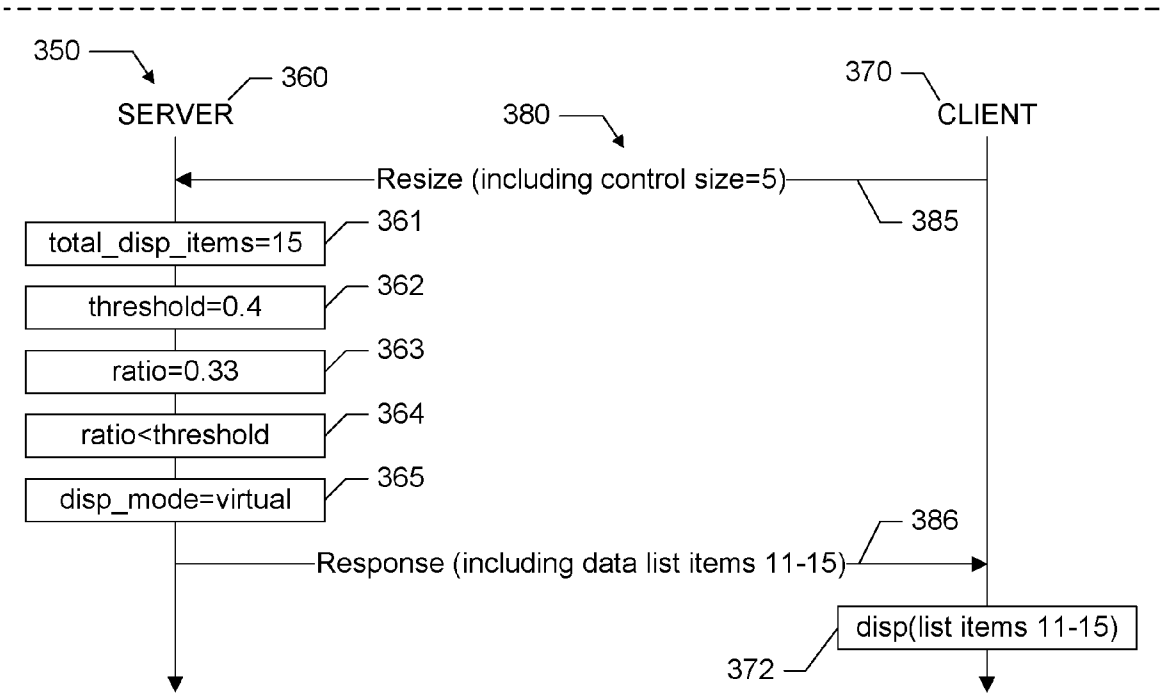 350
360
370
SERVER
380
CLIENT
Resize (including control size=5)
385
361
total_disp_items=15
362
threshold=0.4
363
ratio=0.33
364
ratio<threshold
365
disp_mode=virtual
386
Response (including data list items 11-15)
disp(list items 11-15)
372